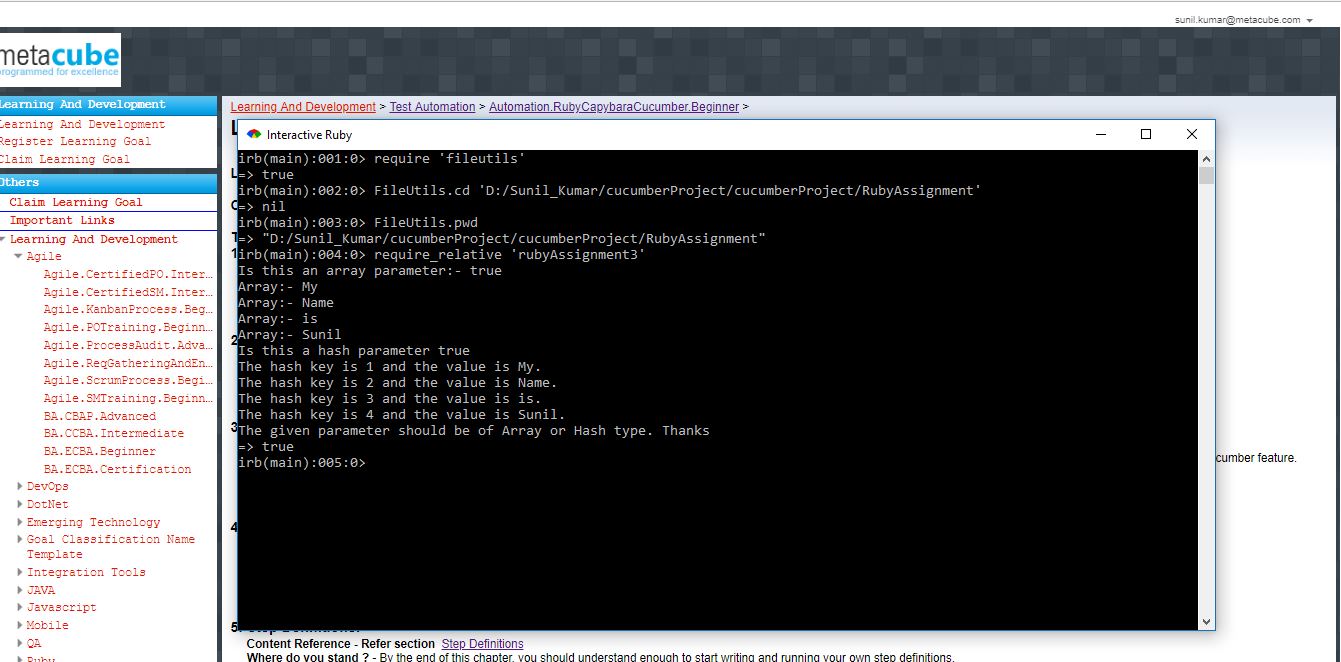 sunil.kumar@metacube.com
metacube
programmed for excellence
Learning And Development
Learning And Development
Register Learning Goal
Claim Learning Goal
Others
Claim Learning Goal
Important Links
Learning And Development
Agile
Agile.CertifiedPO.Inter...
Agile.CertifiedSM.Inter...
Agile.KanbanProcess.Beg...
Agile.POTraining.Beginn...
Agile.ProcessAudit.Adva...
Agile.ReqGatheringAndEn...
Agile.ScrumProcess.Begi...
Agile.SMTraining.Beginn...
BA.CBAP.Advanced
BA.CCBA.Intermediate
BA.ECBA.Beginner
BA.ECBA.Certification
DevOps
DotNet
Emerging Technology
Goal Classification Name
Template
Integration Tools
JAVA
Javascript
Mobile
QA
Ruby
Learning And Development > Test Automation > Automation.RubyCapybaraCucumber.Beginner >
Interactive Ruby
irb(main):001:0> require 'fileutils'
=> true
irb(main):002:0> FileUtils.cd 'D:/Sunil_Kumar/cucumberProject/cucumberProject/RubyAssignment'
=> nil
irb(main):003:0> FileUtils.pwd
=> "D:/Sunil_Kumar/cucumberProject/cucumberProject/RubyAssignment"
irb(main):004:0> require_relative 'rubyAssignment3'
Is this an array parameter:- true
Array:- My
Array:- Name
Array:- is
Array:- Sunil
Is this a hash parameter true
The hash key is 1 and the value is My.
The hash key is 2 and the value is Name.
The hash key is 3 and the value is is.
The hash key is 4 and the value is Sunil.
The given parameter should be of Array or Hash type. Thanks
=> true
irb(main):005:0>
cumber feature.
5. Step Definitions:
Content Reference - Refer section Step Definitions
Where do you stand ? - By the end of this chapter, you should understand enough to start writing and running your own step definitions.